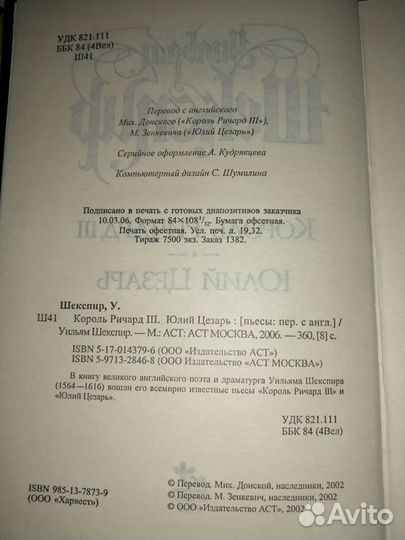 УДК 821.111
ББК 84 (4Вел)
Ш41
Перевод с английского
Мих. Донского («Король Ричард III»),
М. Зенкевича («Юлий Цезарь»)
Серийное оформление А. Кудрявцева
Компьютерный дизайн С. Шумилина
Подписано в печать с готовых диапозитивов заказчика
10.03.06. Формат 84×108¹/₃₂. Бумага офсетная.
Печать офсетная. Усл. печ. л. 19,32.
Тираж 7500 экз. Заказ 1382.
Шекспир, У.
Ш41 Король Ричард III. Юлий Цезарь : [пьесы: пер. с англ.] /
Уильям Шекспир. — М.: АСТ: АСТ МОСКВА, 2006. — 360, [8] с.
ISBN 5-17-014379-6 (ООО «Издательство АСТ»)
ISBN 5-9713-2846-8 (ООО «Издательство «АСТ МОСКВА»)
В книгу великого английского поэта и драматурга Уильяма Шекспира
(1564—1616) вошли его всемирно известные пьесы «Король Ричард III» и
«Юлий Цезарь».
УДК 821.111
ББК 84 (4Вел)
ISBN 985-13-7873-9
(ООО «Харвест»)
© Перевод. Мих. Донской, наследники, 2002
© Перевод. М. Зенкевич, наследники, 2002
© ООО «Издательство АСТ», 2002
Avito